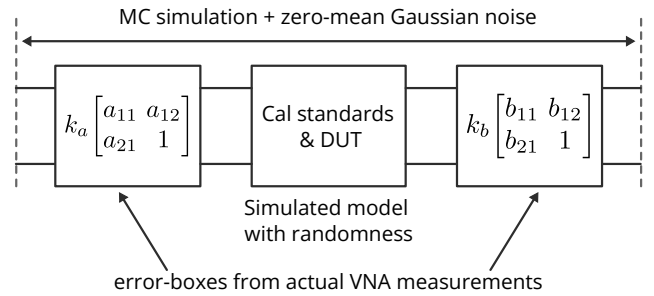 MC simulation + zero-mean Gaussian noise
k_a [a_11 a_12
a_21 1]
Cal standards
& DUT
k_b [b_11 b_12
b_21 1]
Simulated model
with randomness
error-boxes from actual VNA measurements